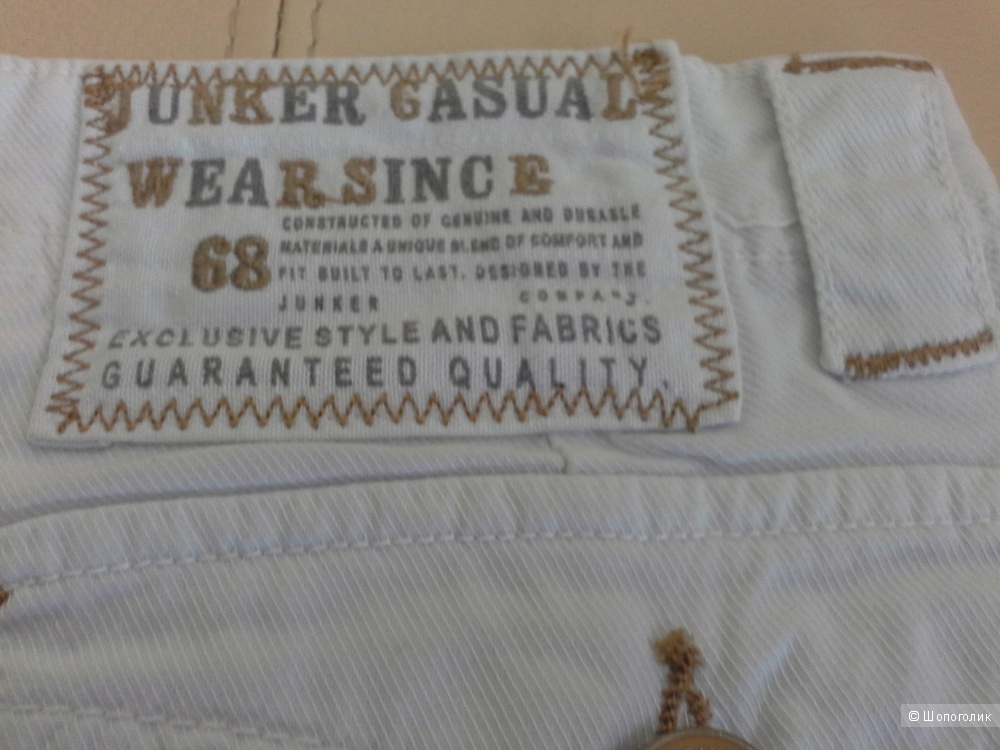 JUNKER CASUAL
WEAR SINCE
68
CONSTRUCTED OF GENUINE AND DURABLE
MATERIALS A UNIQUE BLEND OF COMFORT AND
FIT BUILT TO LAST. DESIGNED BY THE
JUNKER COMPANY.
EXCLUSIVE STYLE AND FABRICS
GUARANTEED QUALITY.
© Шопоголик